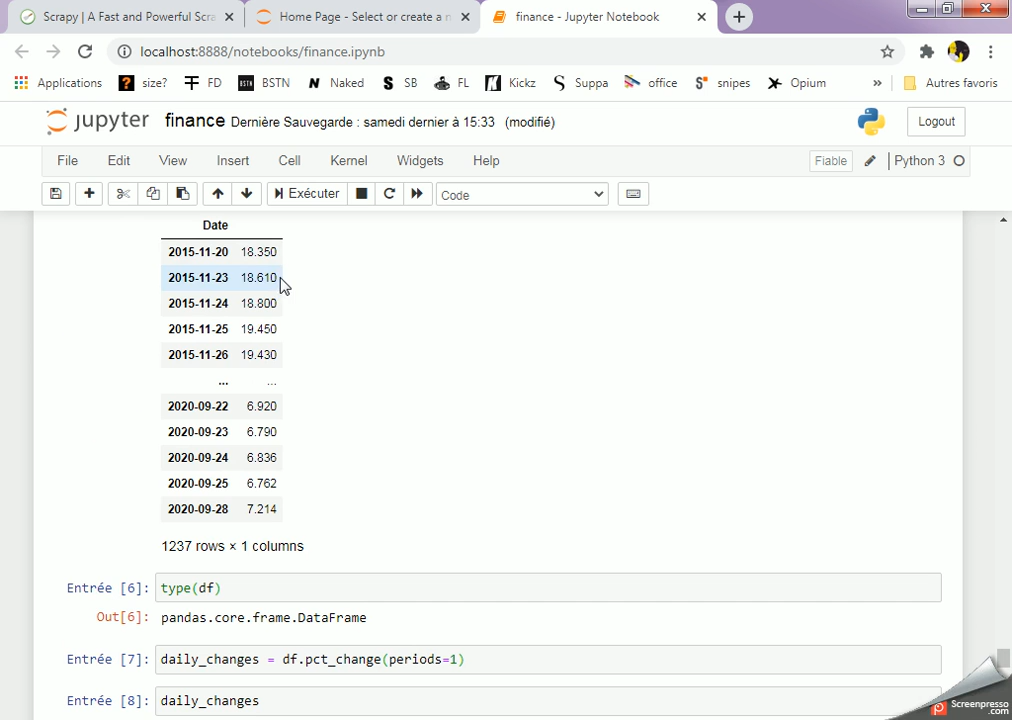 Scrapy | A Fast and Powerful Scra
Home Page - Select or create a n
finance - Jupyter Notebook
localhost:8888/notebooks/finance.ipynb
Applications
size?
FD
BSTN
BSTN
Naked
SB
FL
Kickz
Suppa
office
snipes
Opium
»
Autres favoris
jupyter finance Dernière Sauvegarde : samedi dernier à 15:33 (modifié)
Logout
File Edit View Insert Cell Kernel Widgets Help
Fiable
Python 3
Exécuter
Code
Date
2015-11-20 18.350
2015-11-23 18.610
2015-11-24 18.800
2015-11-25 19.450
2015-11-26 19.430
... ...
2020-09-22 6.920
2020-09-23 6.790
2020-09-24 6.836
2020-09-25 6.762
2020-09-28 7.214
1237 rows × 1 columns
Entrée [6]: type(df)
Out[6]: pandas.core.frame.DataFrame
Entrée [7]: daily_changes = df.pct_change(periods=1)
Entrée [8]: daily_changes
Screenpresso
.com